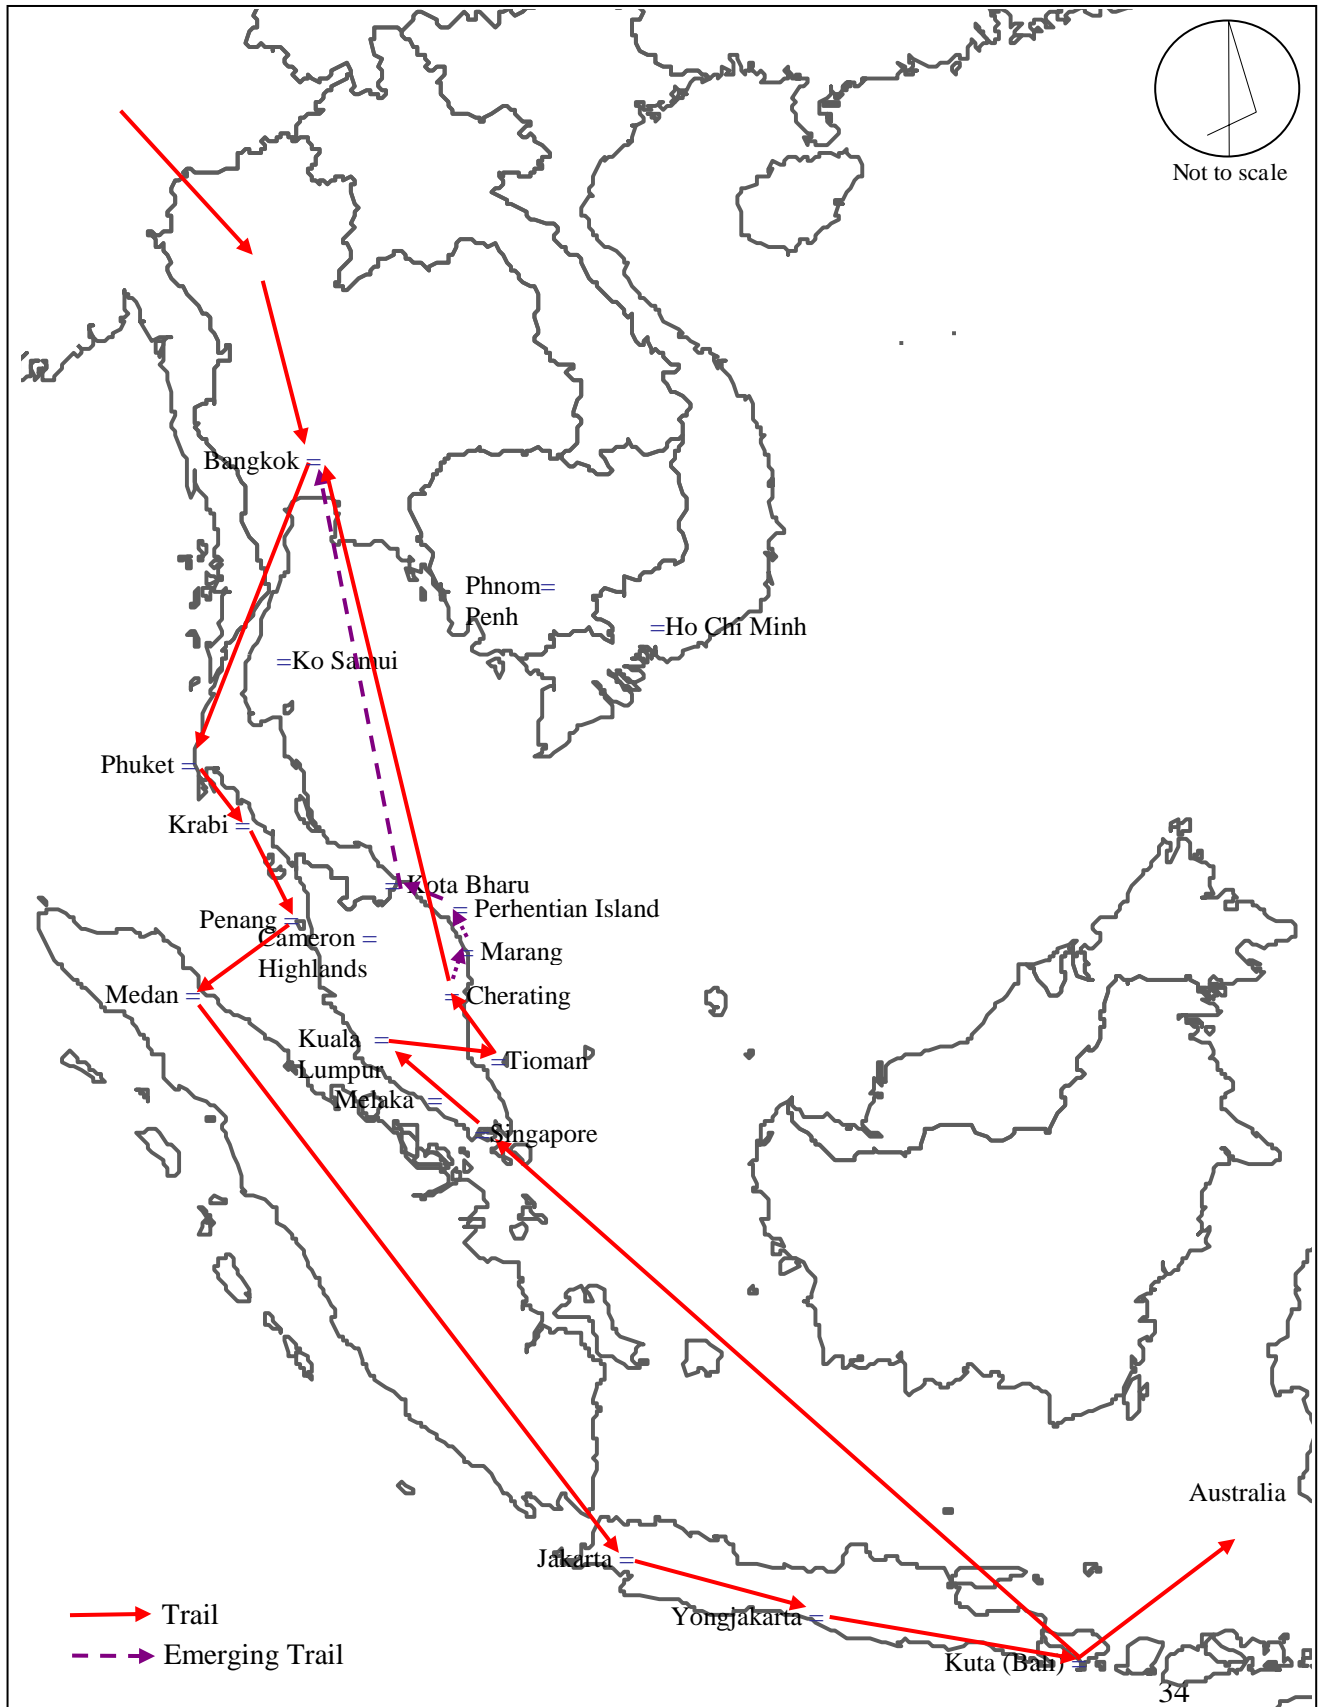 Not to scale
Bangkok =
Phnom=
Penh
=Ho Chi Minh
=Ko Samui
Phuket =
Krabi =
= Kota Bharu
= Perhentian Island
Penang =
Cameron =
Highlands
= Marang
Medan =
= Cherating
Kuala =
Lumpur
=Tioman
Melaka =
=Singapore
Australia
Jakarta =
Yongjakarta =
Kuta (Bali) =
Trail
Emerging Trail
34